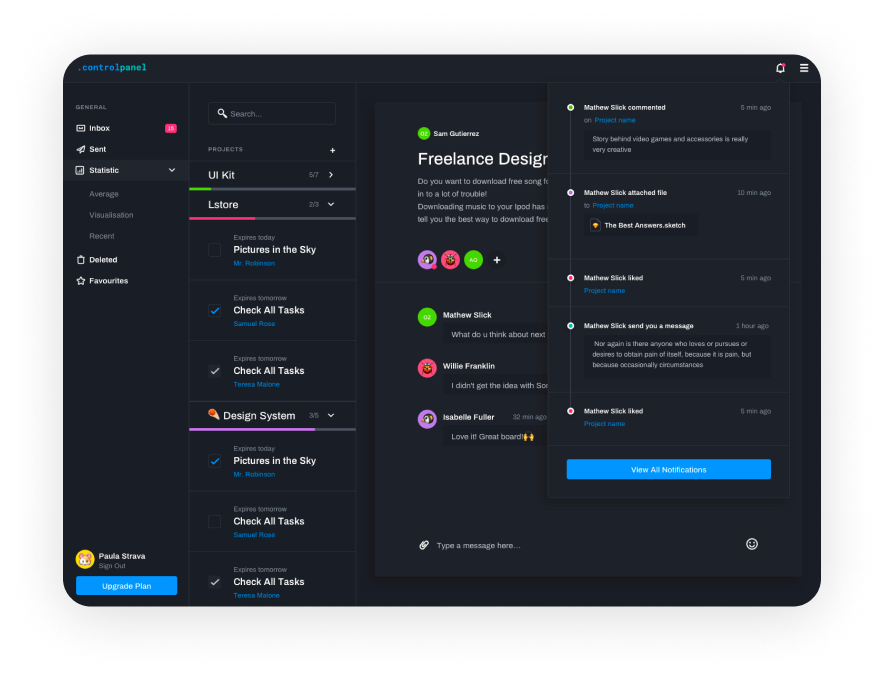 .controlpanel
GENERAL
Inbox
Sent
Statistic
Average
Visualisation
Recent
Deleted
Favourites
Paula Strava
Sign Out
Upgrade Plan
Search...
PROJECTS +
UI Kit 5/7
Lstore 2/3
Expires today
Pictures in the Sky
Mr. Robinson
Expires tomorrow
Check All Tasks
Samuel Rose
Expires tomorrow
Check All Tasks
Teresa Malone
Design System 3/5
Expires today
Pictures in the Sky
Mr. Robinson
Expires tomorrow
Check All Tasks
Samuel Rose
Expires tomorrow
Check All Tasks
Teresa Malone
OZ Sam Gutierrez
Freelance Design
Do you want to download free song fo
in to a lot of trouble!
Downloading music to your Ipod has
tell you the best way to download free
AO +
OZ Mathew Slick
What do u think about next
Willie Franklin
I didn't get the idea with Sor
Isabelle Fuller 32 min ago
Love it! Great board!🙌
Type a message here...
Mathew Slick commented 5 min ago
on Project name
Story behind video games and accessories is really
very creative
Mathew Slick attached file 10 min ago
to Project name
The Best Answers.sketch
Mathew Slick liked 5 min ago
Project name
Mathew Slick send you a message 1 hour ago
Nor again is there anyone who loves or pursues or
desires to obtain pain of itself, because it is pain, but
because occasionally circumstances
Mathew Slick liked 5 min ago
Project name
View All Notifications